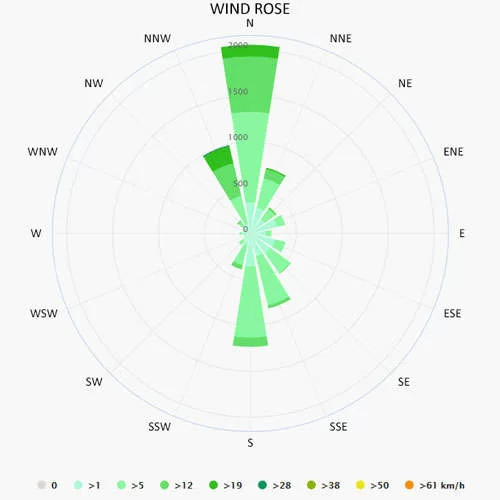 WIND ROSE
N
NNW
NNE
2000
NW
NE
1500
1000
WNW
ENE
500
0
W
E
WSW
ESE
SW
SE
SSW
SSE
S
0 >1 >5 >12 >19 >28 >38 >50 >61 km/h